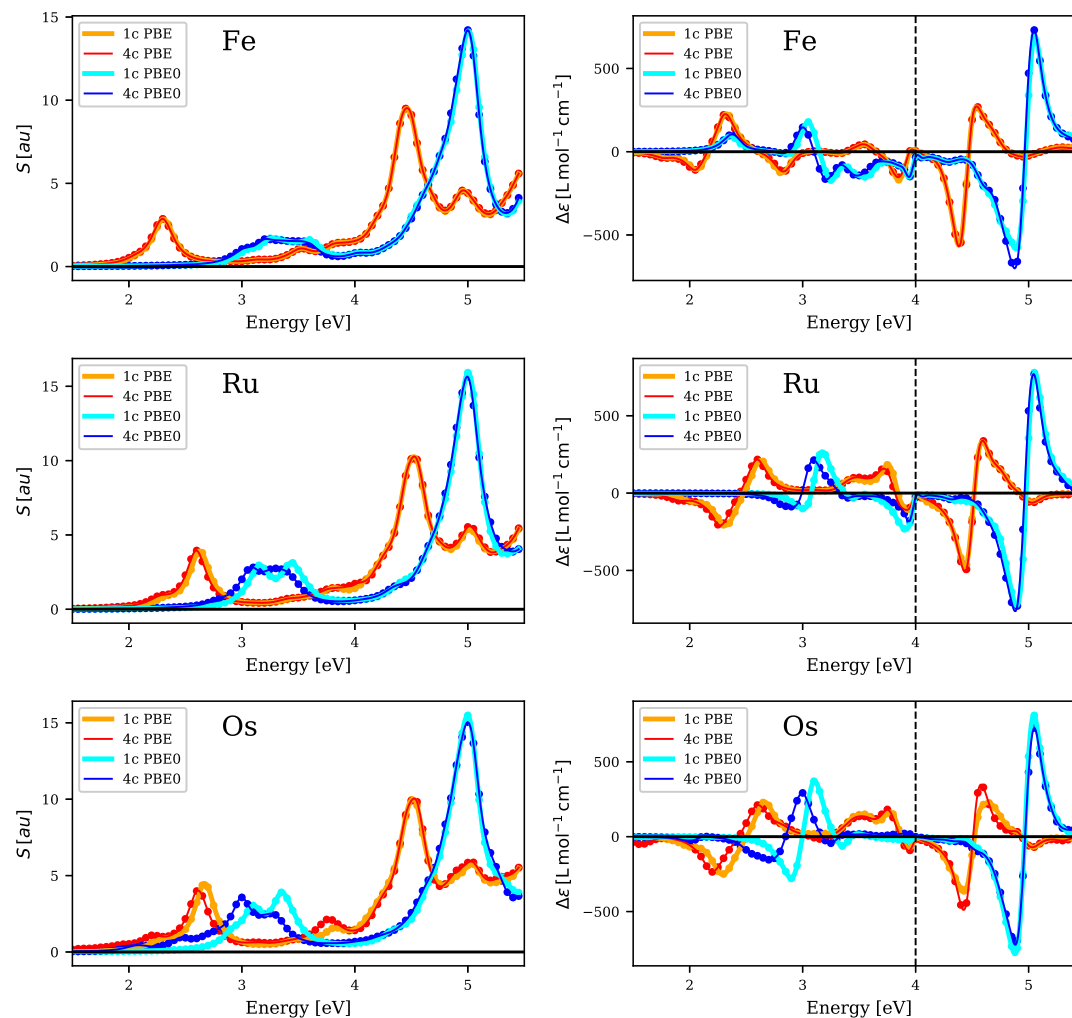 Fe
1c PBE
4c PBE
1c PBE0
4c PBE0
S [au]
15
10
5
0
2 3 4 5
Energy [eV]
Fe
1c PBE
4c PBE
1c PBE0
4c PBE0
Δε [L mol⁻¹ cm⁻¹]
500
0
−500
2 3 4 5
Energy [eV]
Ru
1c PBE
4c PBE
1c PBE0
4c PBE0
S [au]
15
10
5
0
2 3 4 5
Energy [eV]
Ru
1c PBE
4c PBE
1c PBE0
4c PBE0
Δε [L mol⁻¹ cm⁻¹]
500
0
−500
2 3 4 5
Energy [eV]
Os
1c PBE
4c PBE
1c PBE0
4c PBE0
S [au]
15
10
5
0
2 3 4 5
Energy [eV]
Os
1c PBE
4c PBE
1c PBE0
4c PBE0
Δε [L mol⁻¹ cm⁻¹]
500
0
−500
2 3 4 5
Energy [eV]